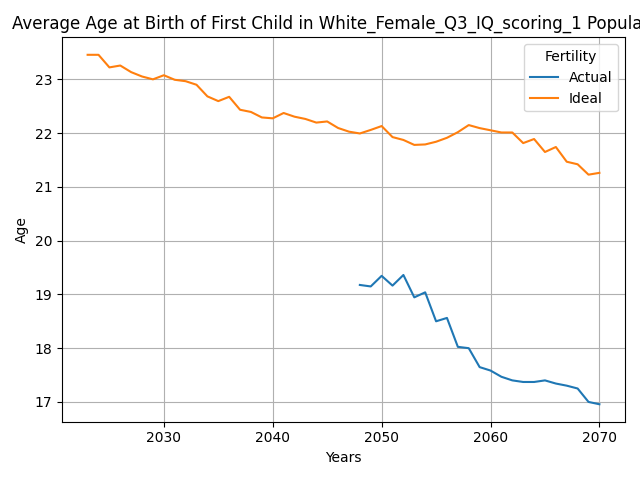 Average Age at Birth of First Child in White_Female_Q3_IQ_scoring_1 Popula
Fertility
Actual
Ideal
Age
23
22
21
20
19
18
17
2030 2040 2050 2060 2070
Years